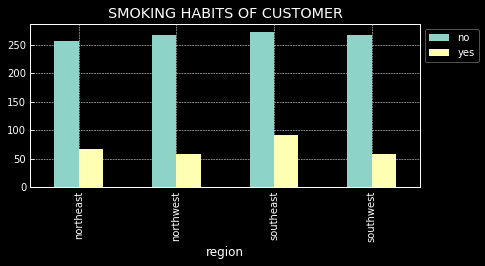 SMOKING HABITS OF CUSTOMER
no
yes
250
200
150
100
50
0
northeast
northwest
southeast
southwest
region